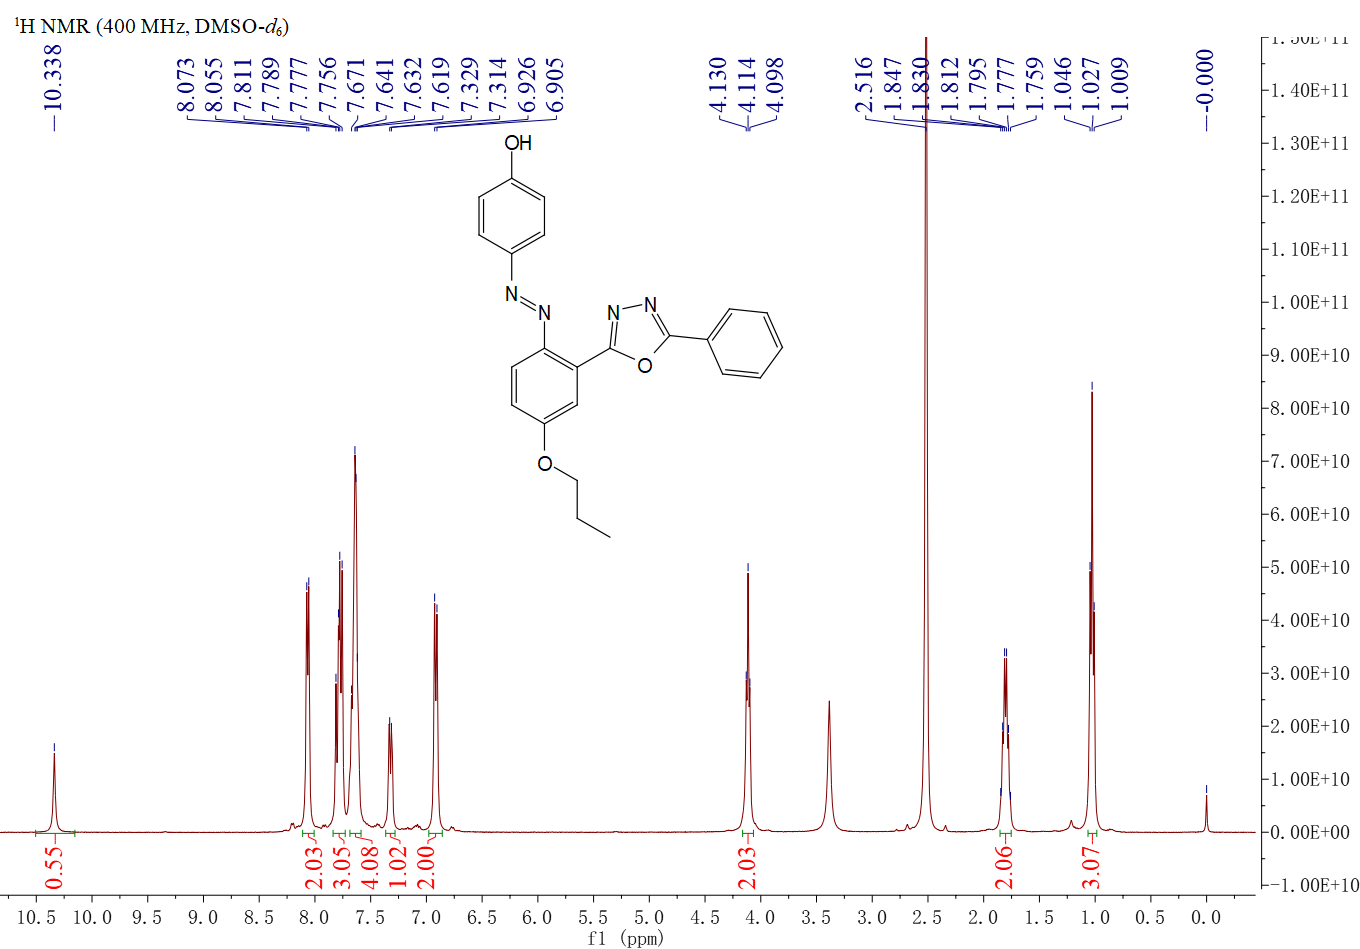 ¹H NMR (400 MHz, DMSO-d₆)
—10.338
8.073
8.055
7.811
7.789
7.777
7.756
7.671
7.641
7.632
7.619
7.329
7.314
6.926
6.905
4.130
4.114
4.098
2.516
1.847
1.830
1.812
1.795
1.777
1.759
1.046
1.027
1.009
—-0.000
1.40E+11
1.30E+11
1.20E+11
1.10E+11
1.00E+11
9.00E+10
8.00E+10
7.00E+10
6.00E+10
5.00E+10
4.00E+10
3.00E+10
2.00E+10
1.00E+10
0.00E+00
-1.00E+10
OH
N
N
N
N
O
O
0.55
2.03
3.05
4.08
1.02
2.00
2.03
2.06
3.07
10.5 10.0 9.5 9.0 8.5 8.0 7.5 7.0 6.5 6.0 5.5 5.0 4.5 4.0 3.5 3.0 2.5 2.0 1.5 1.0 0.5 0.0
f1 (ppm)